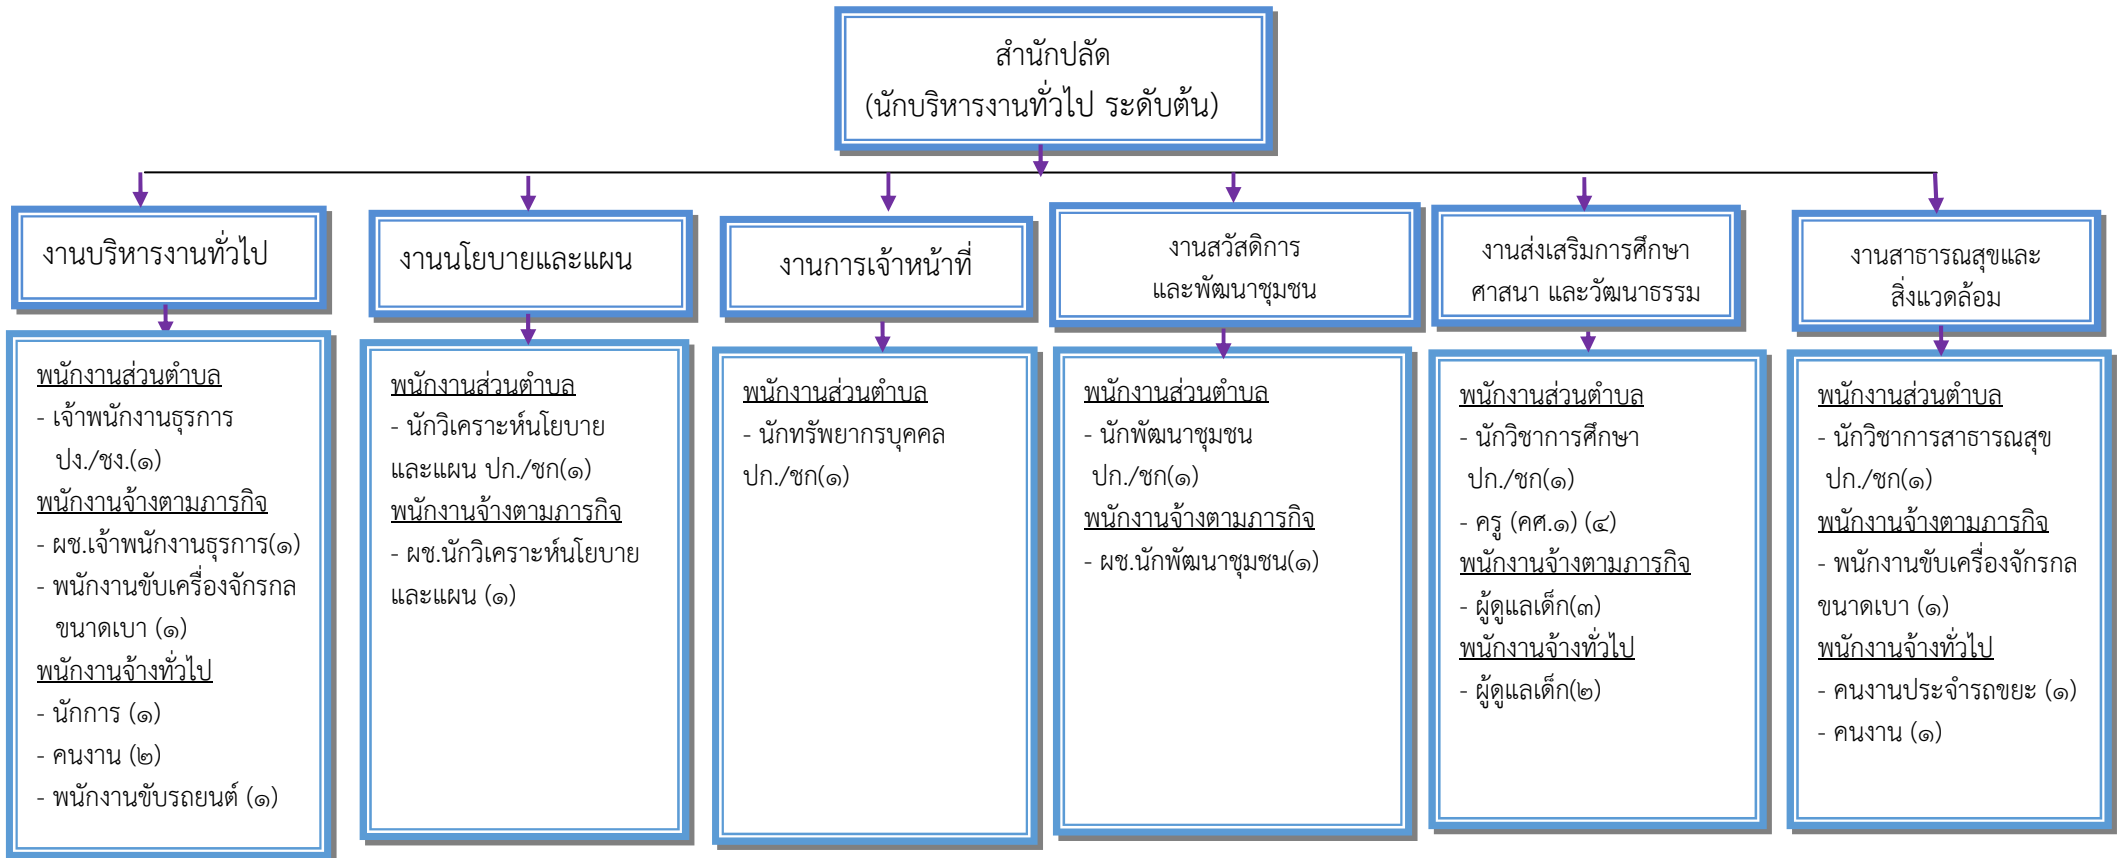 สำนักปลัด
(นักบริหารงานทั่วไป ระดับต้น)
งานบริหารงานทั่วไป
งานนโยบายและแผน
งานการเจ้าหน้าที่
งานสวัสดิการ
และพัฒนาชุมชน
งานส่งเสริมการศึกษา
ศาสนา และวัฒนาธรรม
งานสาธารณสุขและ
สิ่งแวดล้อม
พนักงานส่วนตำบล
- เจ้าพนักงานธุรการ
ปง./ชง.(๑)
พนักงานจ้างตามภารกิจ
- ผช.เจ้าพนักงานธุรการ(๑)
- พนักงานขับเครื่องจักรกล
ขนาดเบา (๑)
พนักงานจ้างทั่วไป
- นักการ (๑)
- คนงาน (๒)
- พนักงานขับรถยนต์ (๑)
พนักงานส่วนตำบล
- นักวิเคราะห์นโยบาย
และแผน ปก./ชก(๑)
พนักงานจ้างตามภารกิจ
- ผช.นักวิเคราะห์นโยบาย
และแผน (๑)
พนักงานส่วนตำบล
- นักทรัพยากรบุคคล
ปก./ชก(๑)
พนักงานส่วนตำบล
- นักพัฒนาชุมชน
ปก./ชก(๑)
พนักงานจ้างตามภารกิจ
- ผช.นักพัฒนาชุมชน(๑)
พนักงานส่วนตำบล
- นักวิชาการศึกษา
ปก./ชก(๑)
- ครู (คศ.๑) (๔)
พนักงานจ้างตามภารกิจ
- ผู้ดูแลเด็ก(๓)
พนักงานจ้างทั่วไป
- ผู้ดูแลเด็ก(๒)
พนักงานส่วนตำบล
- นักวิชาการสาธารณสุข
ปก./ชก(๑)
พนักงานจ้างตามภารกิจ
- พนักงานขับเครื่องจักรกล
ขนาดเบา (๑)
พนักงานจ้างทั่วไป
- คนงานประจำรถขยะ (๑)
- คนงาน (๑)